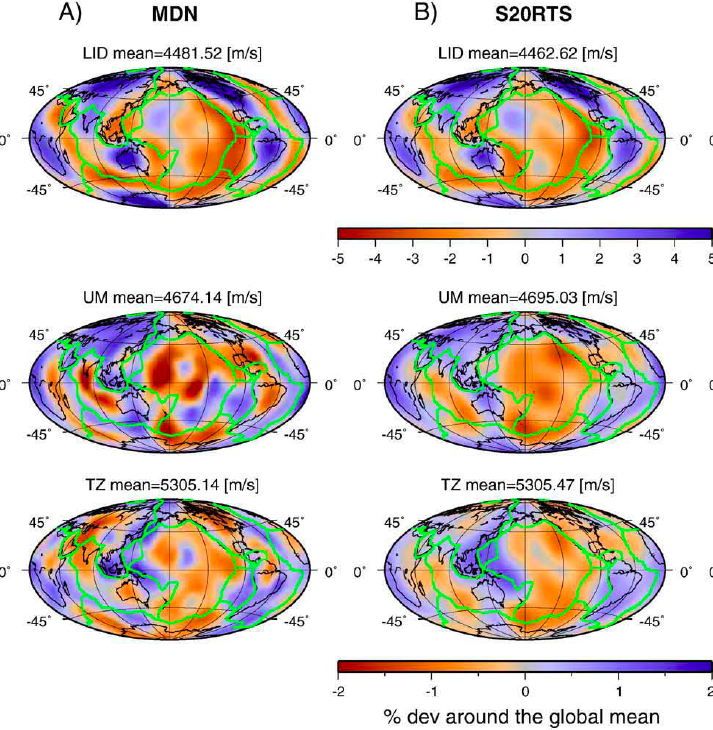 A) MDN B) S20RTS
LID mean=4481.52 [m/s] LID mean=4462.62 [m/s]
45˚ 45˚ 45˚ 45˚
0˚ 0˚ 0˚ 0˚
-45˚ -45˚ -45˚ -45˚
-5 -4 -3 -2 -1 0 1 2 3 4 5
UM mean=4674.14 [m/s] UM mean=4695.03 [m/s]
45˚ 45˚ 45˚ 45˚
0˚ 0˚ 0˚ 0˚
-45˚ -45˚ -45˚ -45˚
TZ mean=5305.14 [m/s] TZ mean=5305.47 [m/s]
45˚ 45˚ 45˚ 45˚
0˚ 0˚ 0˚ 0˚
-45˚ -45˚ -45˚ -45˚
-2 -1 0 1 2
% dev around the global mean